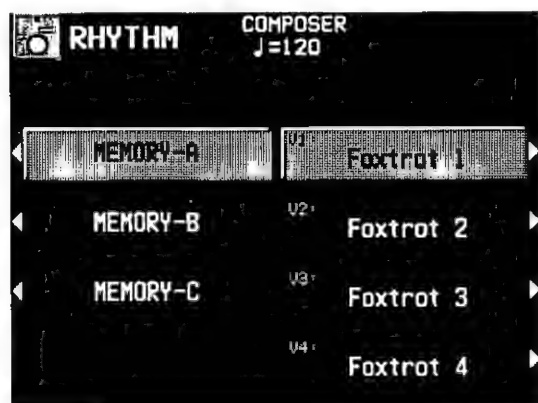 RHYTHM
COMPOSER
♩=120
MEMORY-A
V1: Foxtrot 1
MEMORY-B
V2: Foxtrot 2
MEMORY-C
V3: Foxtrot 3
V4: Foxtrot 4